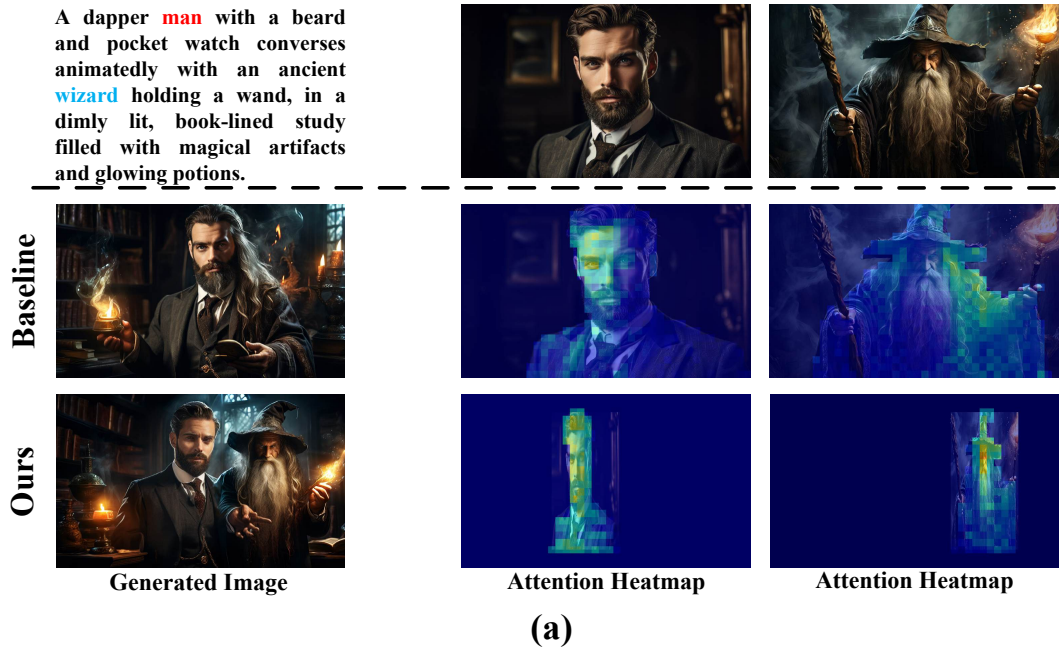 A dapper man with a beard
and pocket watch converses
animatedly with an ancient
wizard holding a wand, in a
dimly lit, book-lined study
filled with magical artifacts
and glowing potions.
Baseline
Ours
Generated Image
Attention Heatmap
Attention Heatmap
(a)